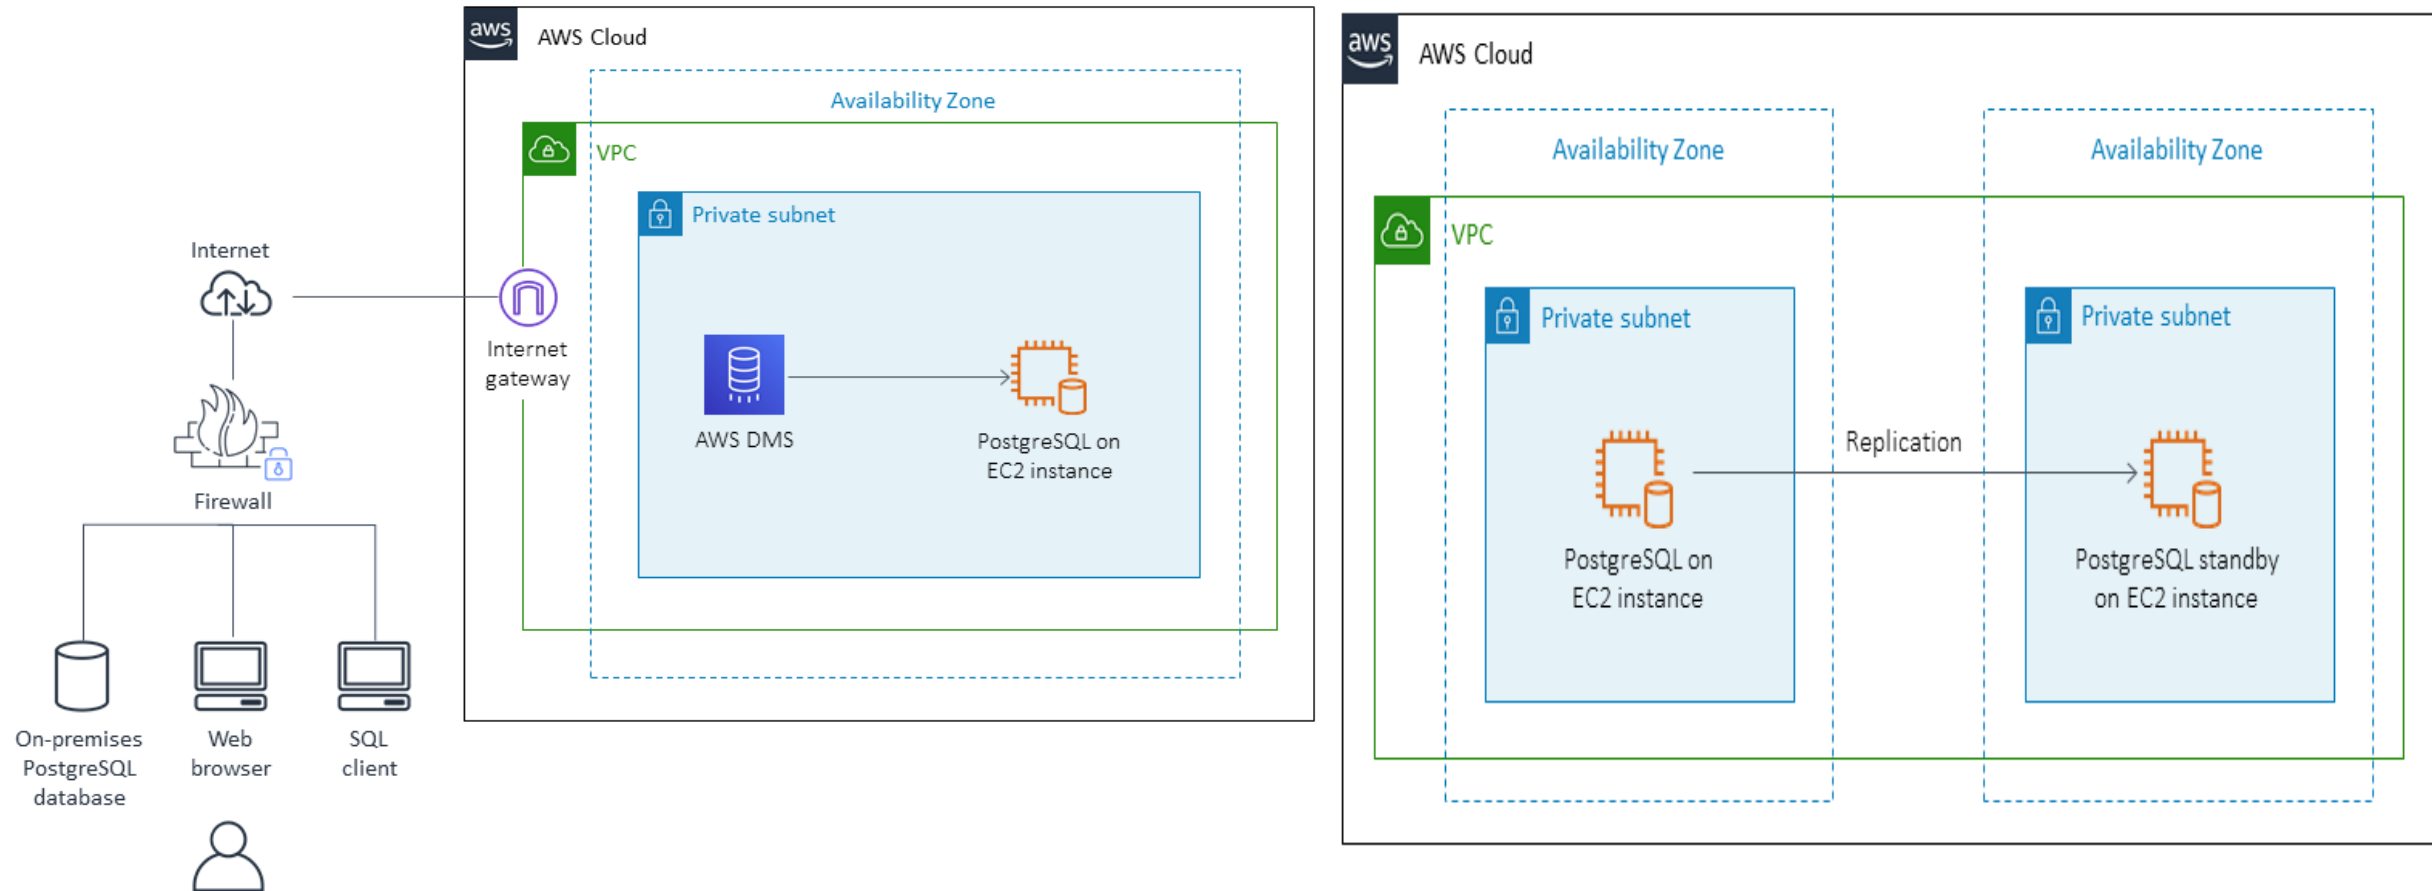 aws
AWS Cloud
Availability Zone
VPC
Private subnet
Internet
Internet
gateway
AWS DMS
PostgreSQL on
EC2 instance
Firewall
On-premises
PostgreSQL
database
Web
browser
SQL
client
aws
AWS Cloud
Availability Zone
Availability Zone
VPC
Private subnet
Private subnet
Replication
PostgreSQL on
EC2 instance
PostgreSQL standby
on EC2 instance